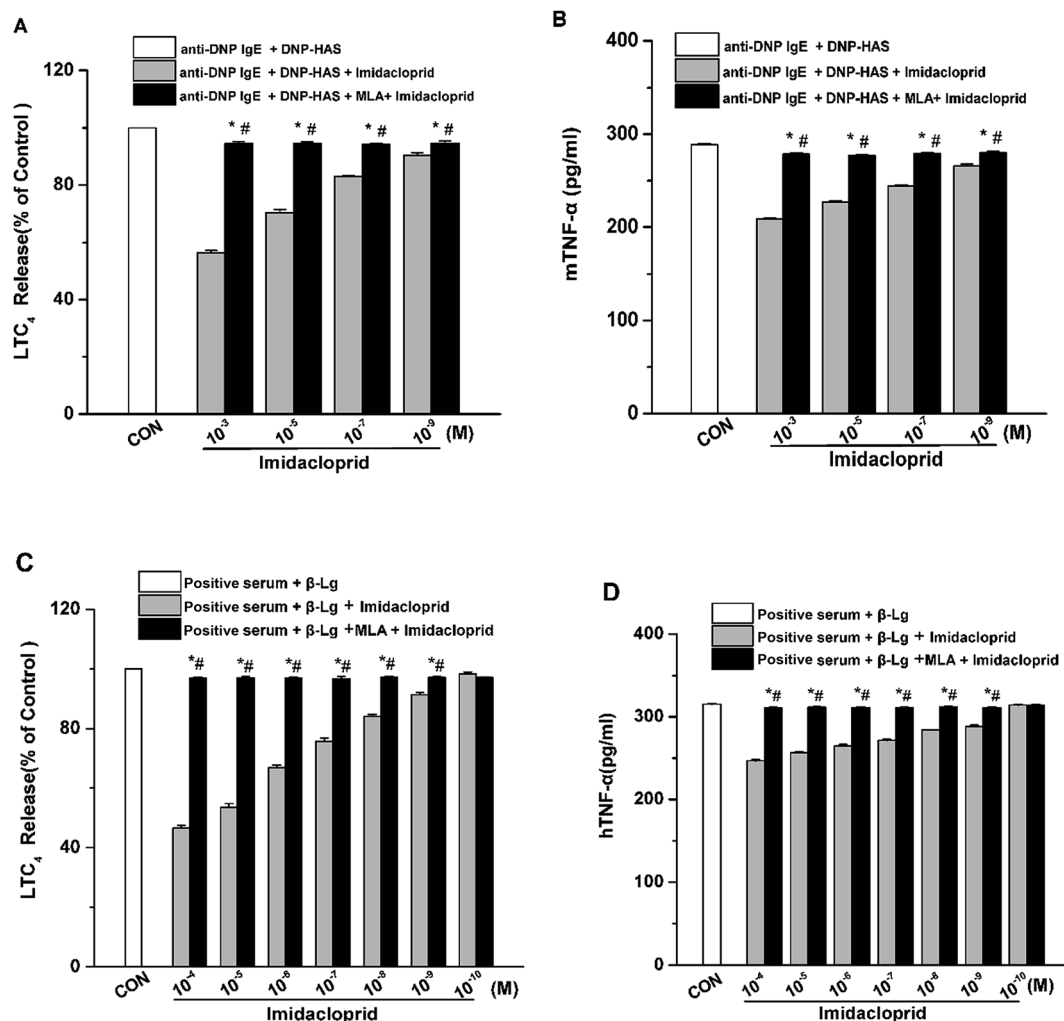 A
anti-DNP IgE + DNP-HAS
anti-DNP IgE + DNP-HAS + Imidacloprid
anti-DNP IgE + DNP-HAS + MLA+ Imidacloprid
120
80
40
0
LTC₄ Release(% of Control)
* #
* #
* #
* #
CON
10⁻³
10⁻⁵
10⁻⁷
10⁻⁹
(M)
Imidacloprid
B
anti-DNP IgE + DNP-HAS
anti-DNP IgE + DNP-HAS + Imidacloprid
anti-DNP IgE + DNP-HAS + MLA+ Imidacloprid
400
300
200
100
0
mTNF-α (pg/ml)
* #
* #
* #
* #
CON
10⁻³
10⁻⁵
10⁻⁷
10⁻⁹
(M)
Imidacloprid
C
Positive serum + β-Lg
Positive serum + β-Lg + Imidacloprid
Positive serum + β-Lg +MLA + Imidacloprid
120
80
40
0
LTC₄ Release(% of Control)
*#
*#
*#
*#
*#
*#
CON
10⁻⁴
10⁻⁵
10⁻⁶
10⁻⁷
10⁻⁸
10⁻⁹
10⁻¹⁰
(M)
Imidacloprid
D
Positive serum + β-Lg
Positive serum + β-Lg + Imidacloprid
Positive serum + β-Lg +MLA + Imidacloprid
400
300
200
100
0
hTNF-α(pg/ml)
*#
*#
*#
*#
*#
*#
CON
10⁻⁴
10⁻⁵
10⁻⁶
10⁻⁷
10⁻⁸
10⁻⁹
10⁻¹⁰
(M)
Imidacloprid